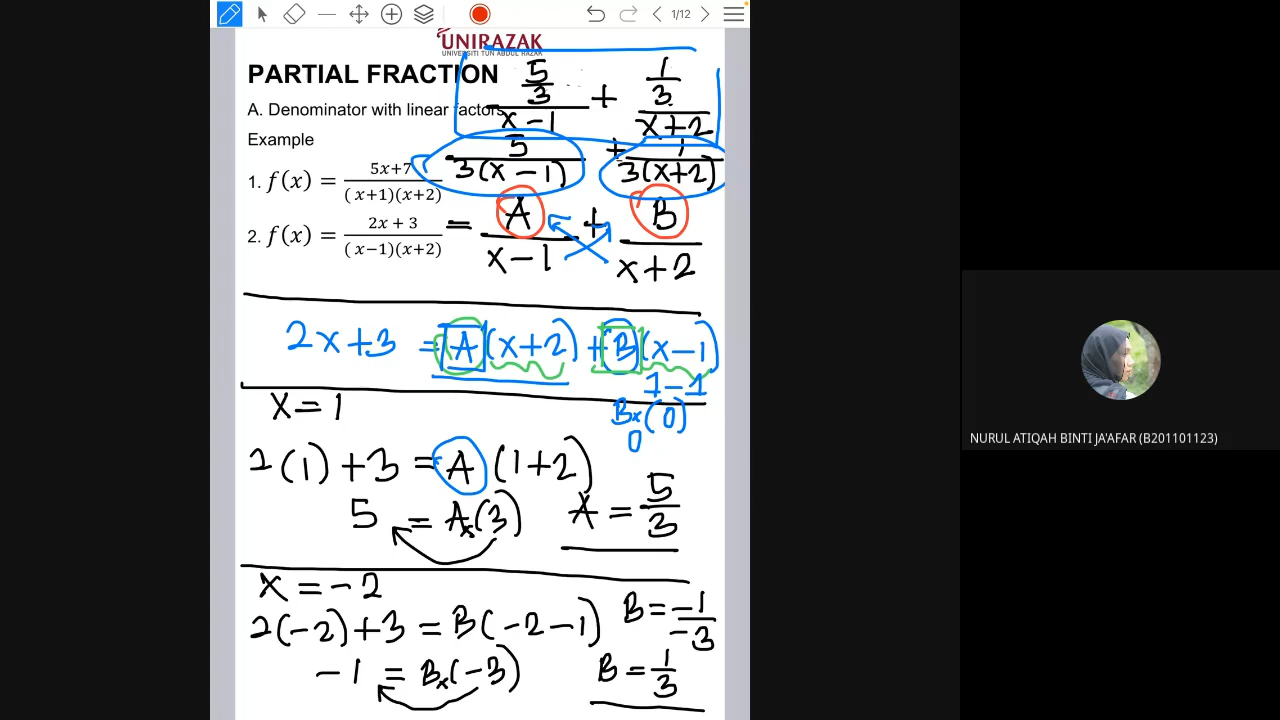 1/12
UNIRAZAK
UNIVERSITI TUN ABDUL RAZAK
PARTIAL FRACTION
A. Denominator with linear factors
Example
5/3/(x-1) + 1/3/(x+2)
5/(3(x-1)) + 1/(3(x+2))
1. f(x) = 5x+7/((x+1)(x+2))
2. f(x) = 2x+3/((x-1)(x+2)) = A/(x-1) + B/(x+2)
2x+3 = A(x+2) + B(x-1)
1-1
B×(0)
0
x=1
2(1)+3 = A(1+2)
5 = A×(3)
A = 5/3
x=-2
2(-2)+3 = B(-2-1)
-1 = B×(-3)
B = -1/-3
B = 1/3
NURUL ATIQAH BINTI JA'AFAR (B201101123)